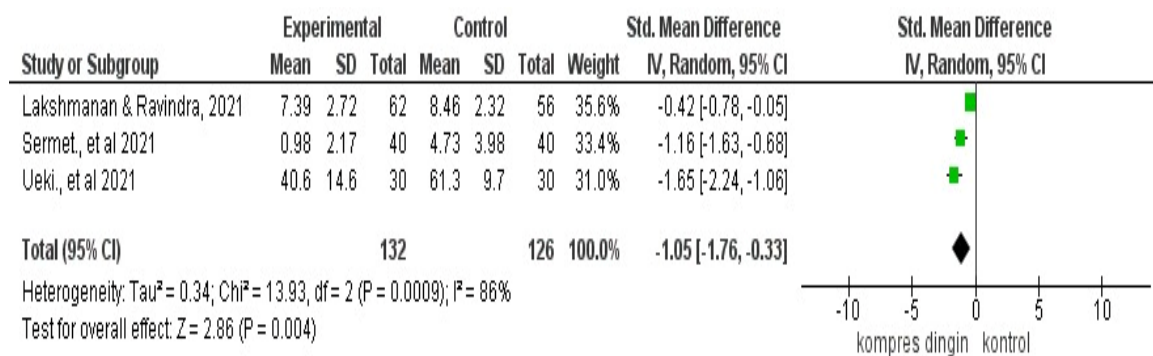 Experimental Control Std. Mean Difference Std. Mean Difference
Study or Subgroup Mean SD Total Mean SD Total Weight IV, Random, 95% CI IV, Random, 95% CI
Lakshmanan & Ravindra, 2021 7.39 2.72 62 8.46 2.32 56 35.6% -0.42 [-0.78, -0.05]
Sermet., et al 2021 0.98 2.17 40 4.73 3.98 40 33.4% -1.16 [-1.63, -0.68]
Ueki., et al 2021 40.6 14.6 30 61.3 9.7 30 31.0% -1.65 [-2.24, -1.06]
Total (95% CI) 132 126 100.0% -1.05 [-1.76, -0.33]
Heterogeneity: Tau² = 0.34; Chi² = 13.93, df = 2 (P = 0.0009); I² = 86%
Test for overall effect: Z = 2.86 (P = 0.004)
-10 -5 0 5 10
kompres dingin kontrol